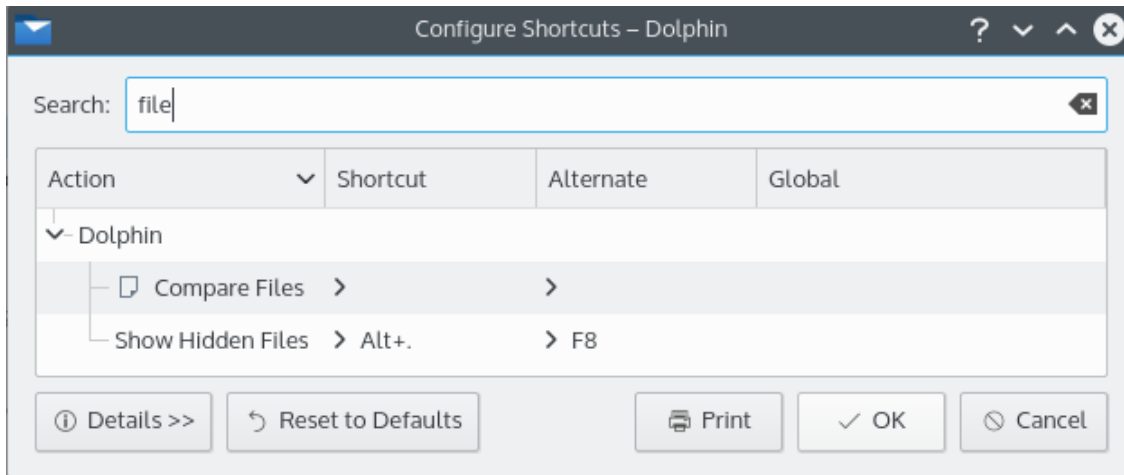 Configure Shortcuts – Dolphin
Search: file
Action Shortcut Alternate Global
Dolphin
Compare Files
Show Hidden Files Alt+. F8
Details >> Reset to Defaults Print OK Cancel